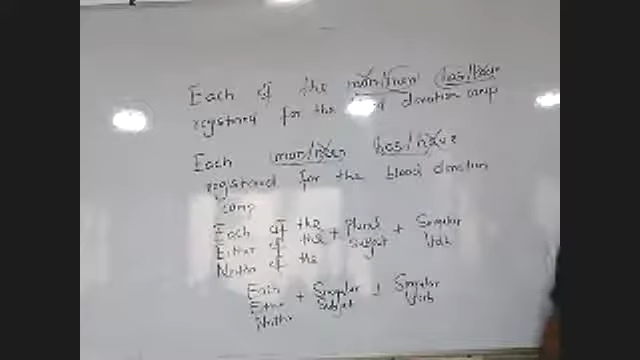 Each of the man/men has/have
registered for the blood donation camp
Each man/men has/have
registered for the blood donation
camp
Each of the
Either of the + Plural Subject + Singular Verb
Neither of the
Each
Either + Singular Subject + Singular Verb
Neither